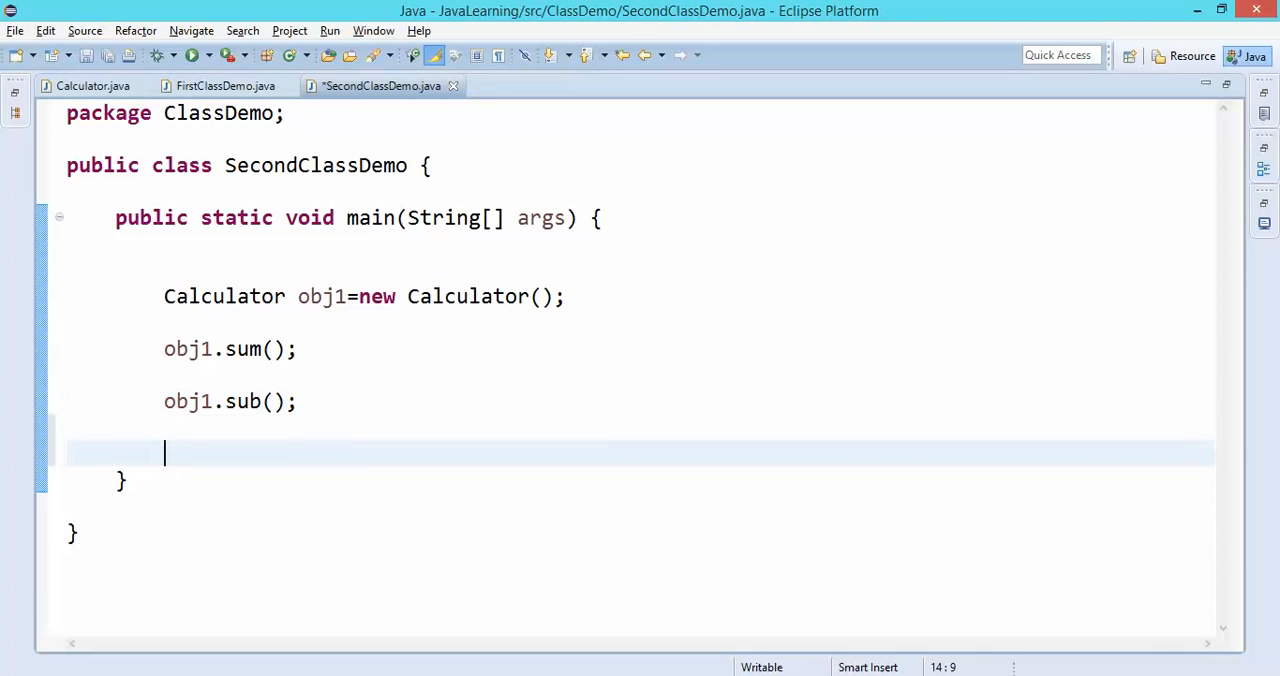 Java - JavaLearning/src/ClassDemo/SecondClassDemo.java - Eclipse Platform
File Edit Source Refactor Navigate Search Project Run Window Help
Quick Access Resource Java
Calculator.java FirstClassDemo.java *SecondClassDemo.java
package ClassDemo;
public class SecondClassDemo {
public static void main(String[] args) {
Calculator obj1=new Calculator();
obj1.sum();
obj1.sub();
}
}
Writable Smart Insert 14 : 9